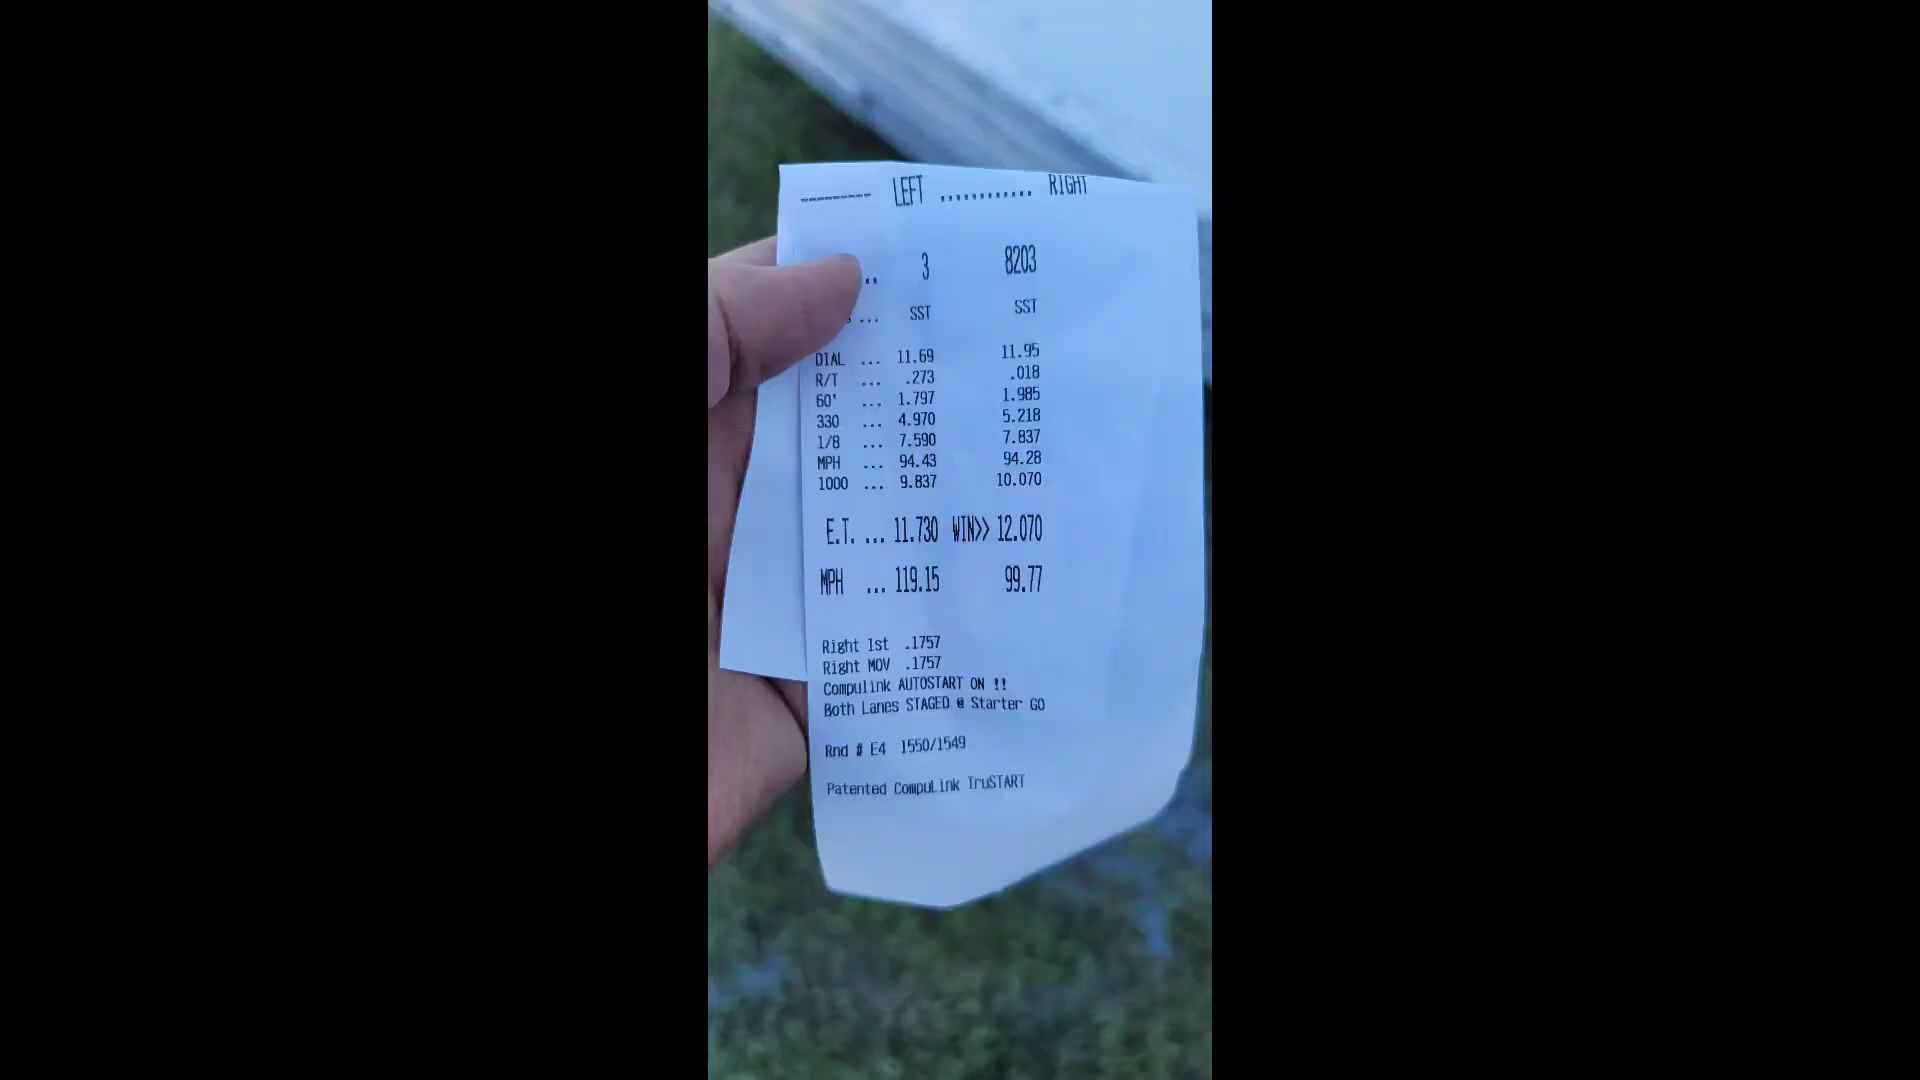 --------- LEFT ............ RIGHT
.. 3 8203
... SST SST
DIAL ... 11.69 11.95
R/T ... .273 .018
60' ... 1.797 1.985
330 ... 4.970 5.218
1/8 ... 7.590 7.837
MPH ... 94.43 94.28
1000 ... 9.837 10.070
E.T. ... 11.730 WIN>> 12.070
MPH ... 119.15 99.77
Right 1st .1757
Right MOV .1757
Compulink AUTOSTART ON !!
Both Lanes STAGED @ Starter GO
Rnd # E4 1550/1549
Patented CompuLink TruSTART